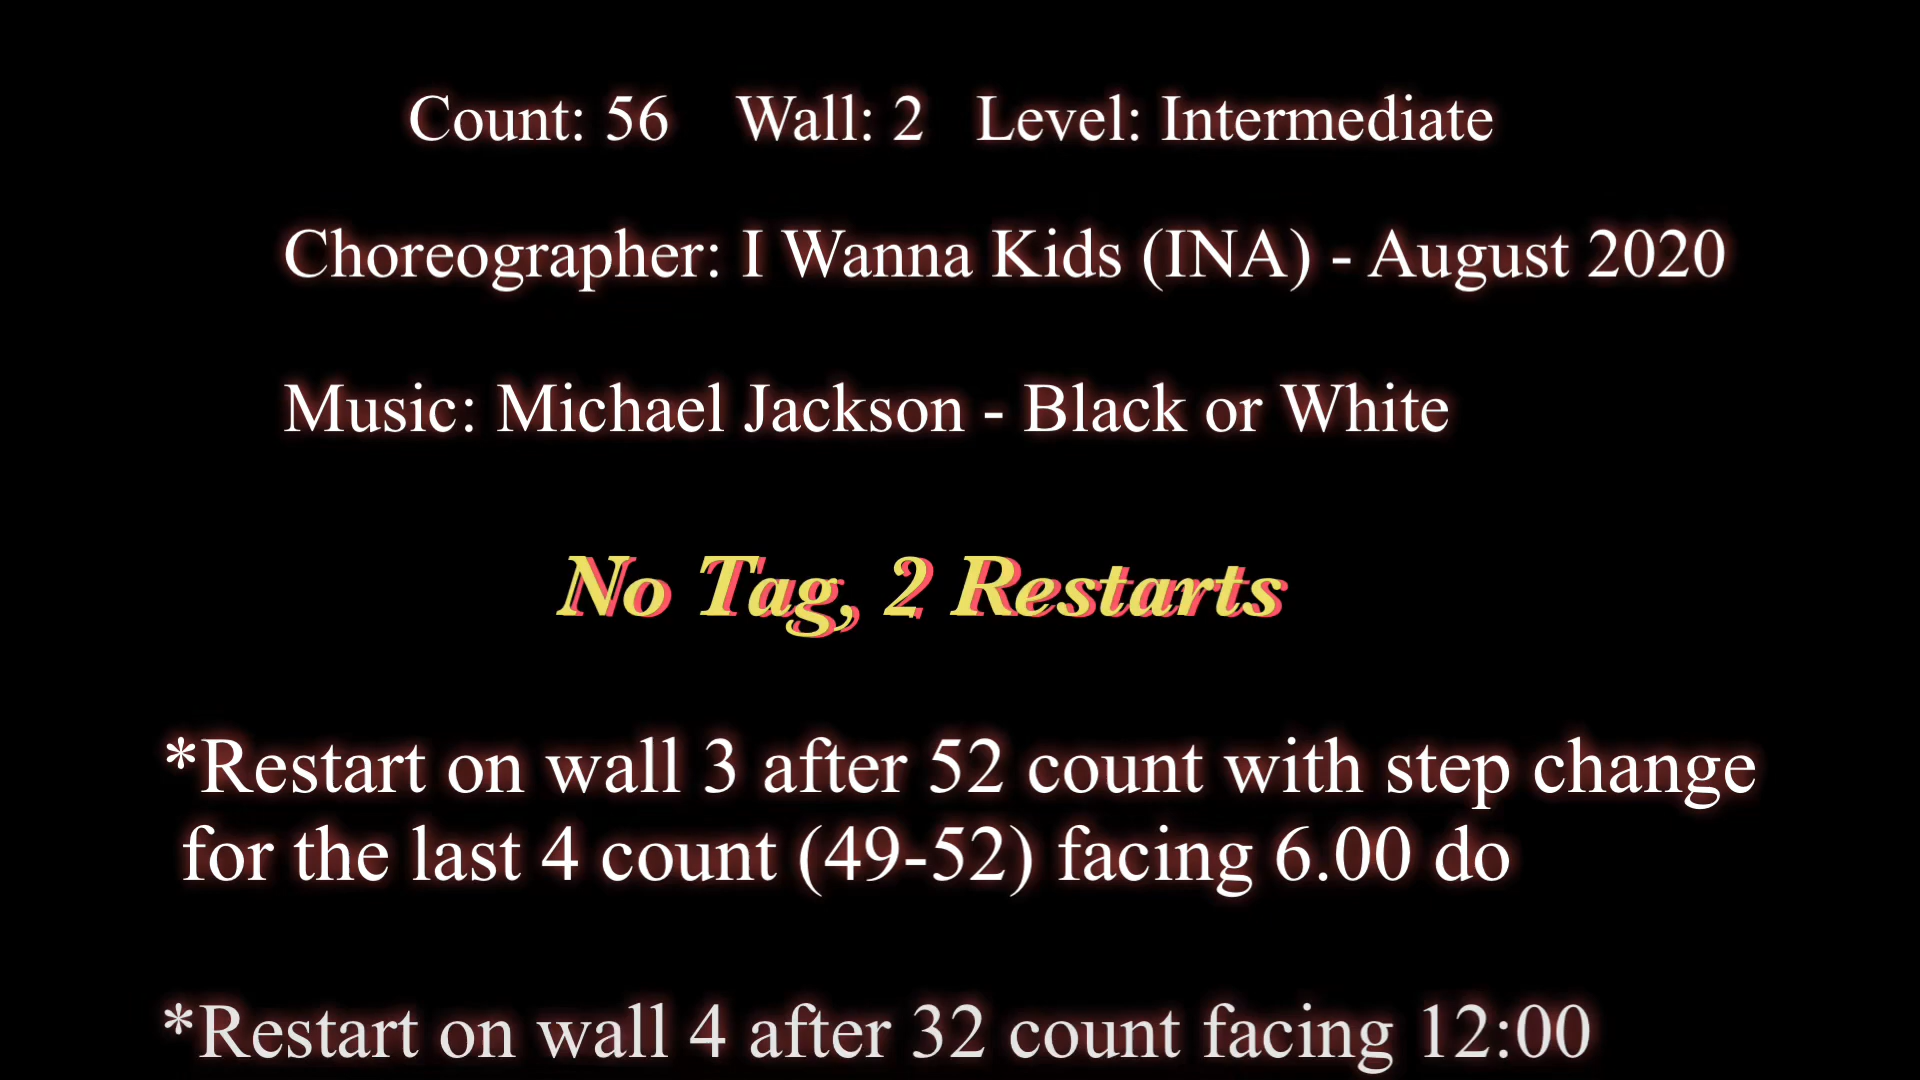 Count: 56 Wall: 2 Level: Intermediate
Choreographer: I Wanna Kids (INA) - August 2020
Music: Michael Jackson - Black or White
No Tag, 2 Restarts
*Restart on wall 3 after 52 count with step change
for the last 4 count (49-52) facing 6.00 do
*Restart on wall 4 after 32 count facing 12:00